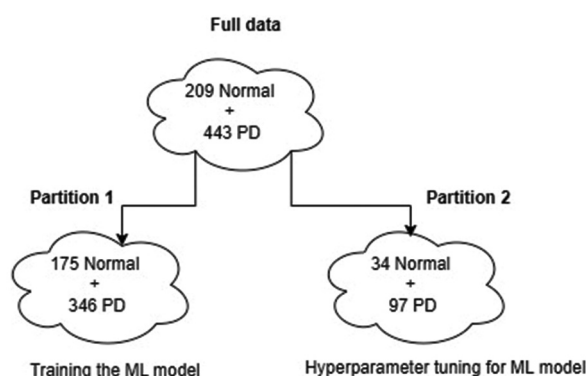 Full data
209 Normal
+
443 PD
Partition 1
Partition 2
175 Normal
+
346 PD
34 Normal
+
97 PD
Training the ML model
Hyperparameter tuning for ML model